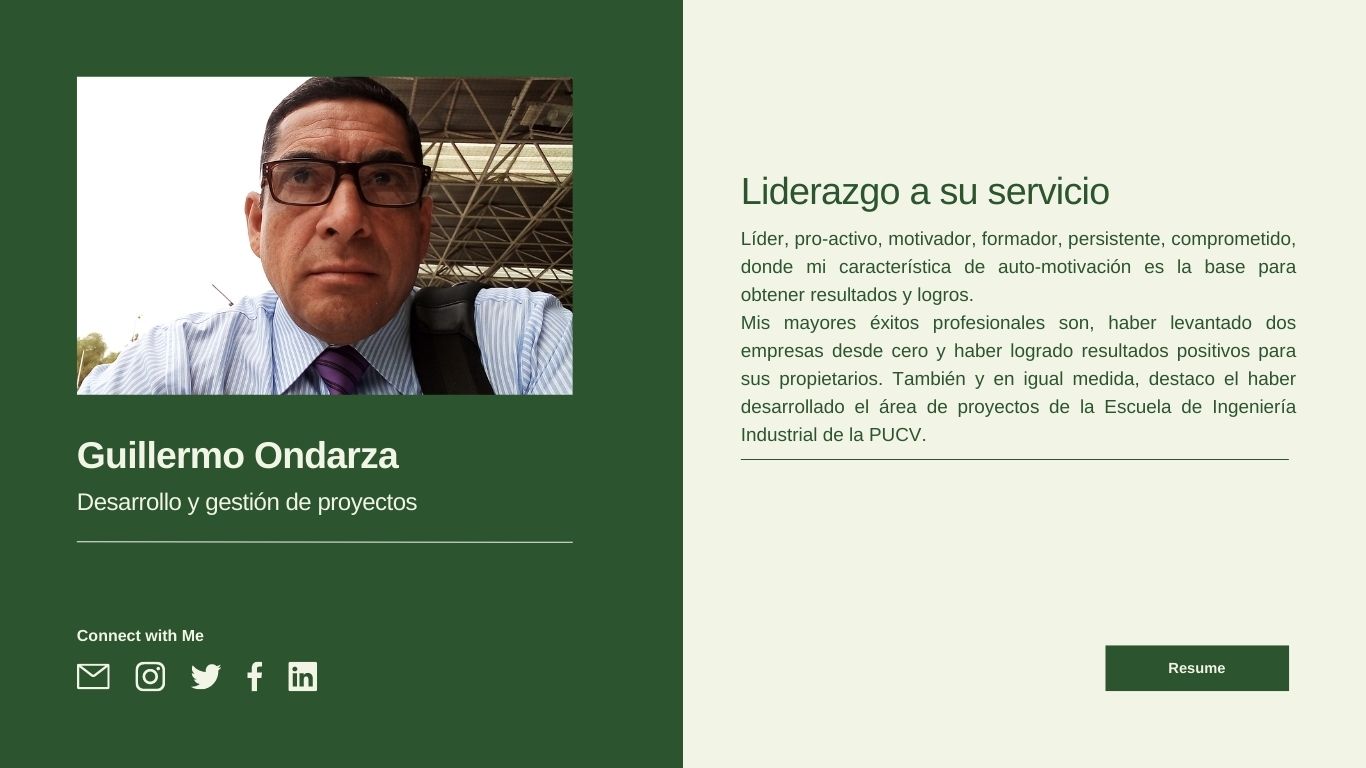 Guillermo Ondarza
Desarrollo y gestión de proyectos
Connect with Me
Liderazgo a su servicio
Líder, pro-activo, motivador, formador, persistente, comprometido,
donde mi característica de auto-motivación es la base para
obtener resultados y logros.
Mis mayores éxitos profesionales son, haber levantado dos
empresas desde cero y haber logrado resultados positivos para
sus propietarios. También y en igual medida, destaco el haber
desarrollado el área de proyectos de la Escuela de Ingeniería
Industrial de la PUCV.
Resume